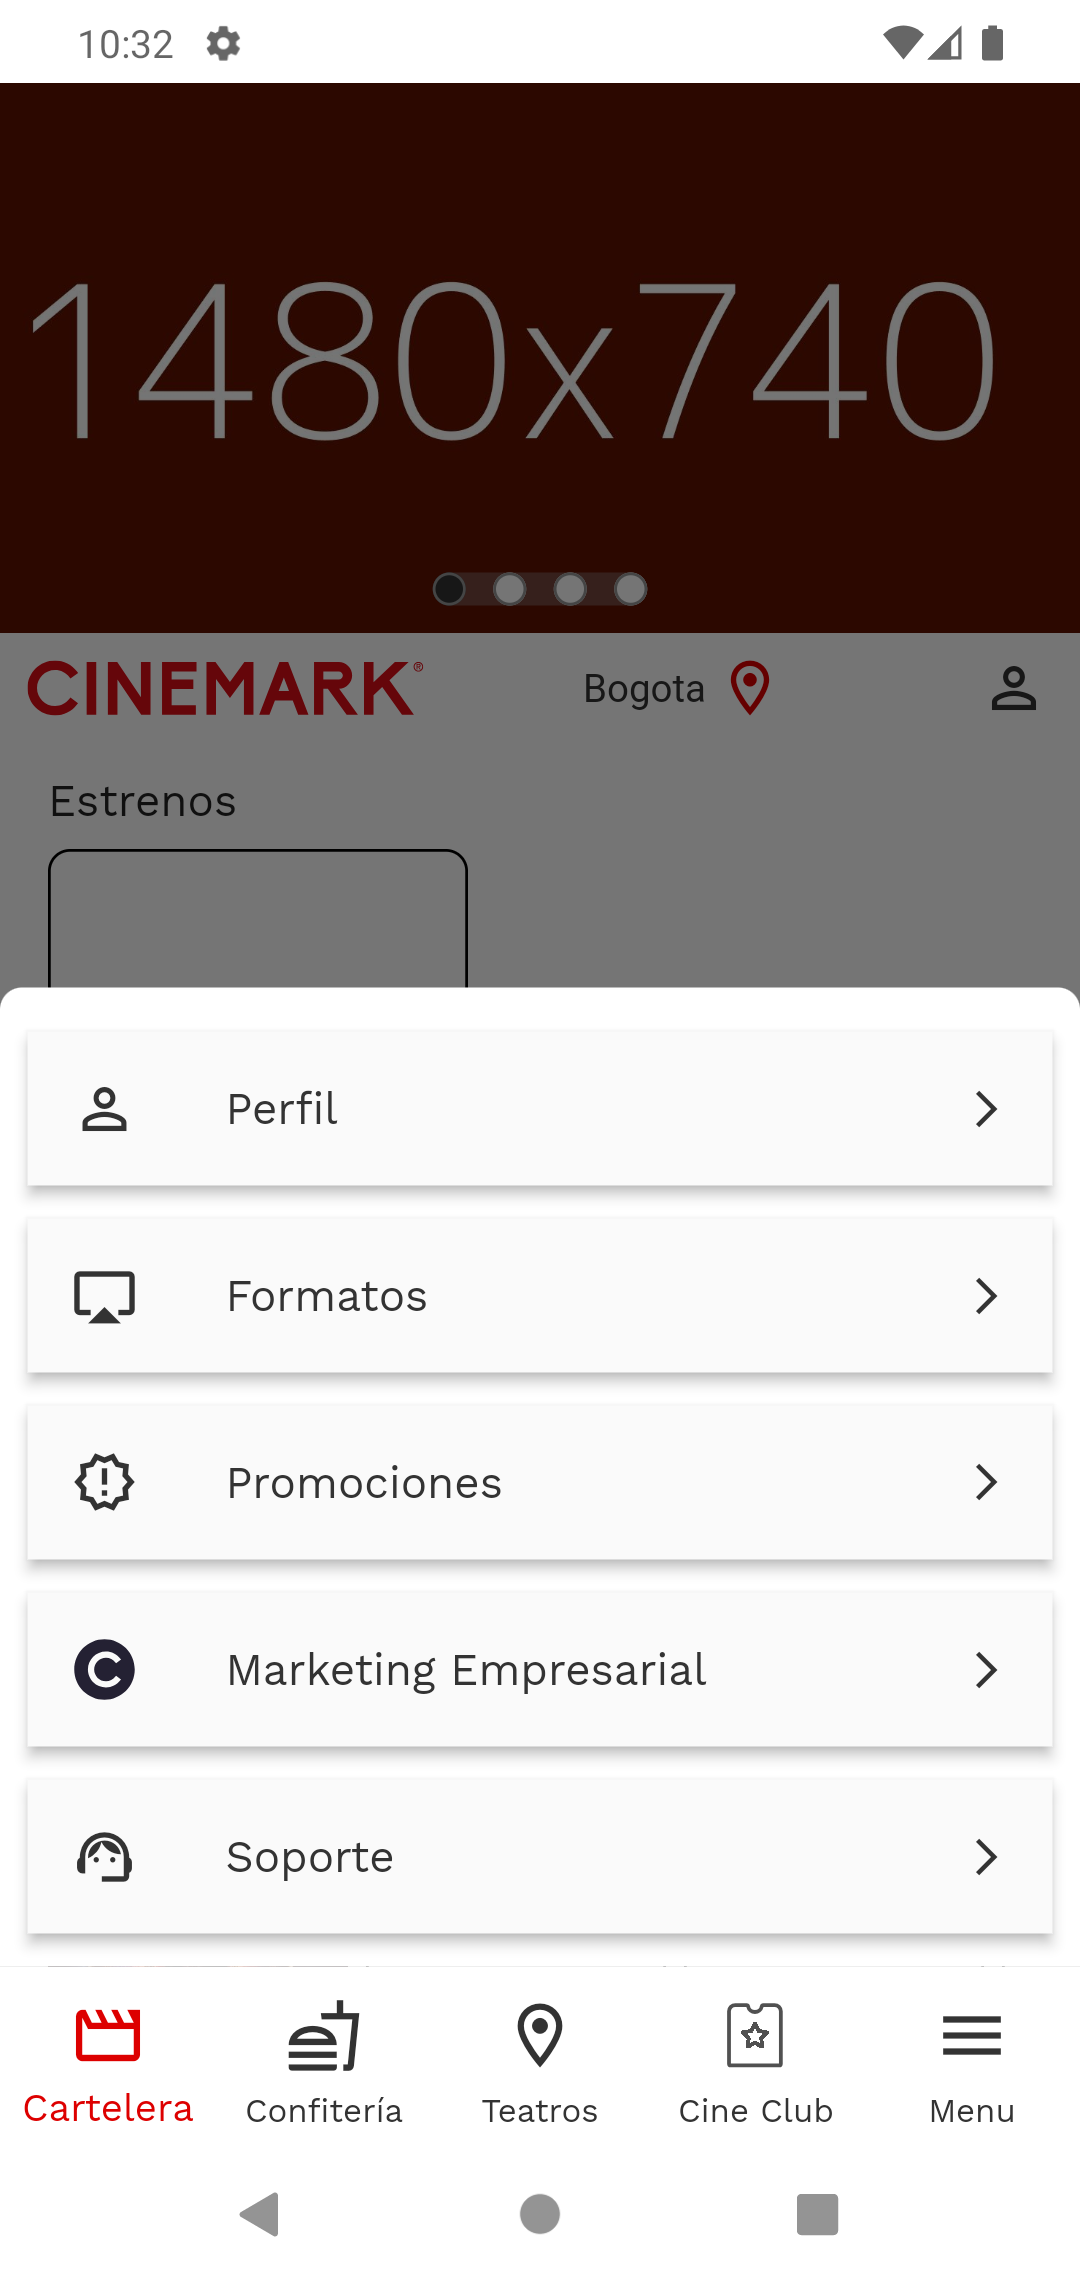 10:32
1480x740
CINEMARK®
Bogota
Estrenos
Perfil
Formatos
Promociones
Marketing Empresarial
Soporte
Cartelera
Confitería
Teatros
Cine Club
Menu